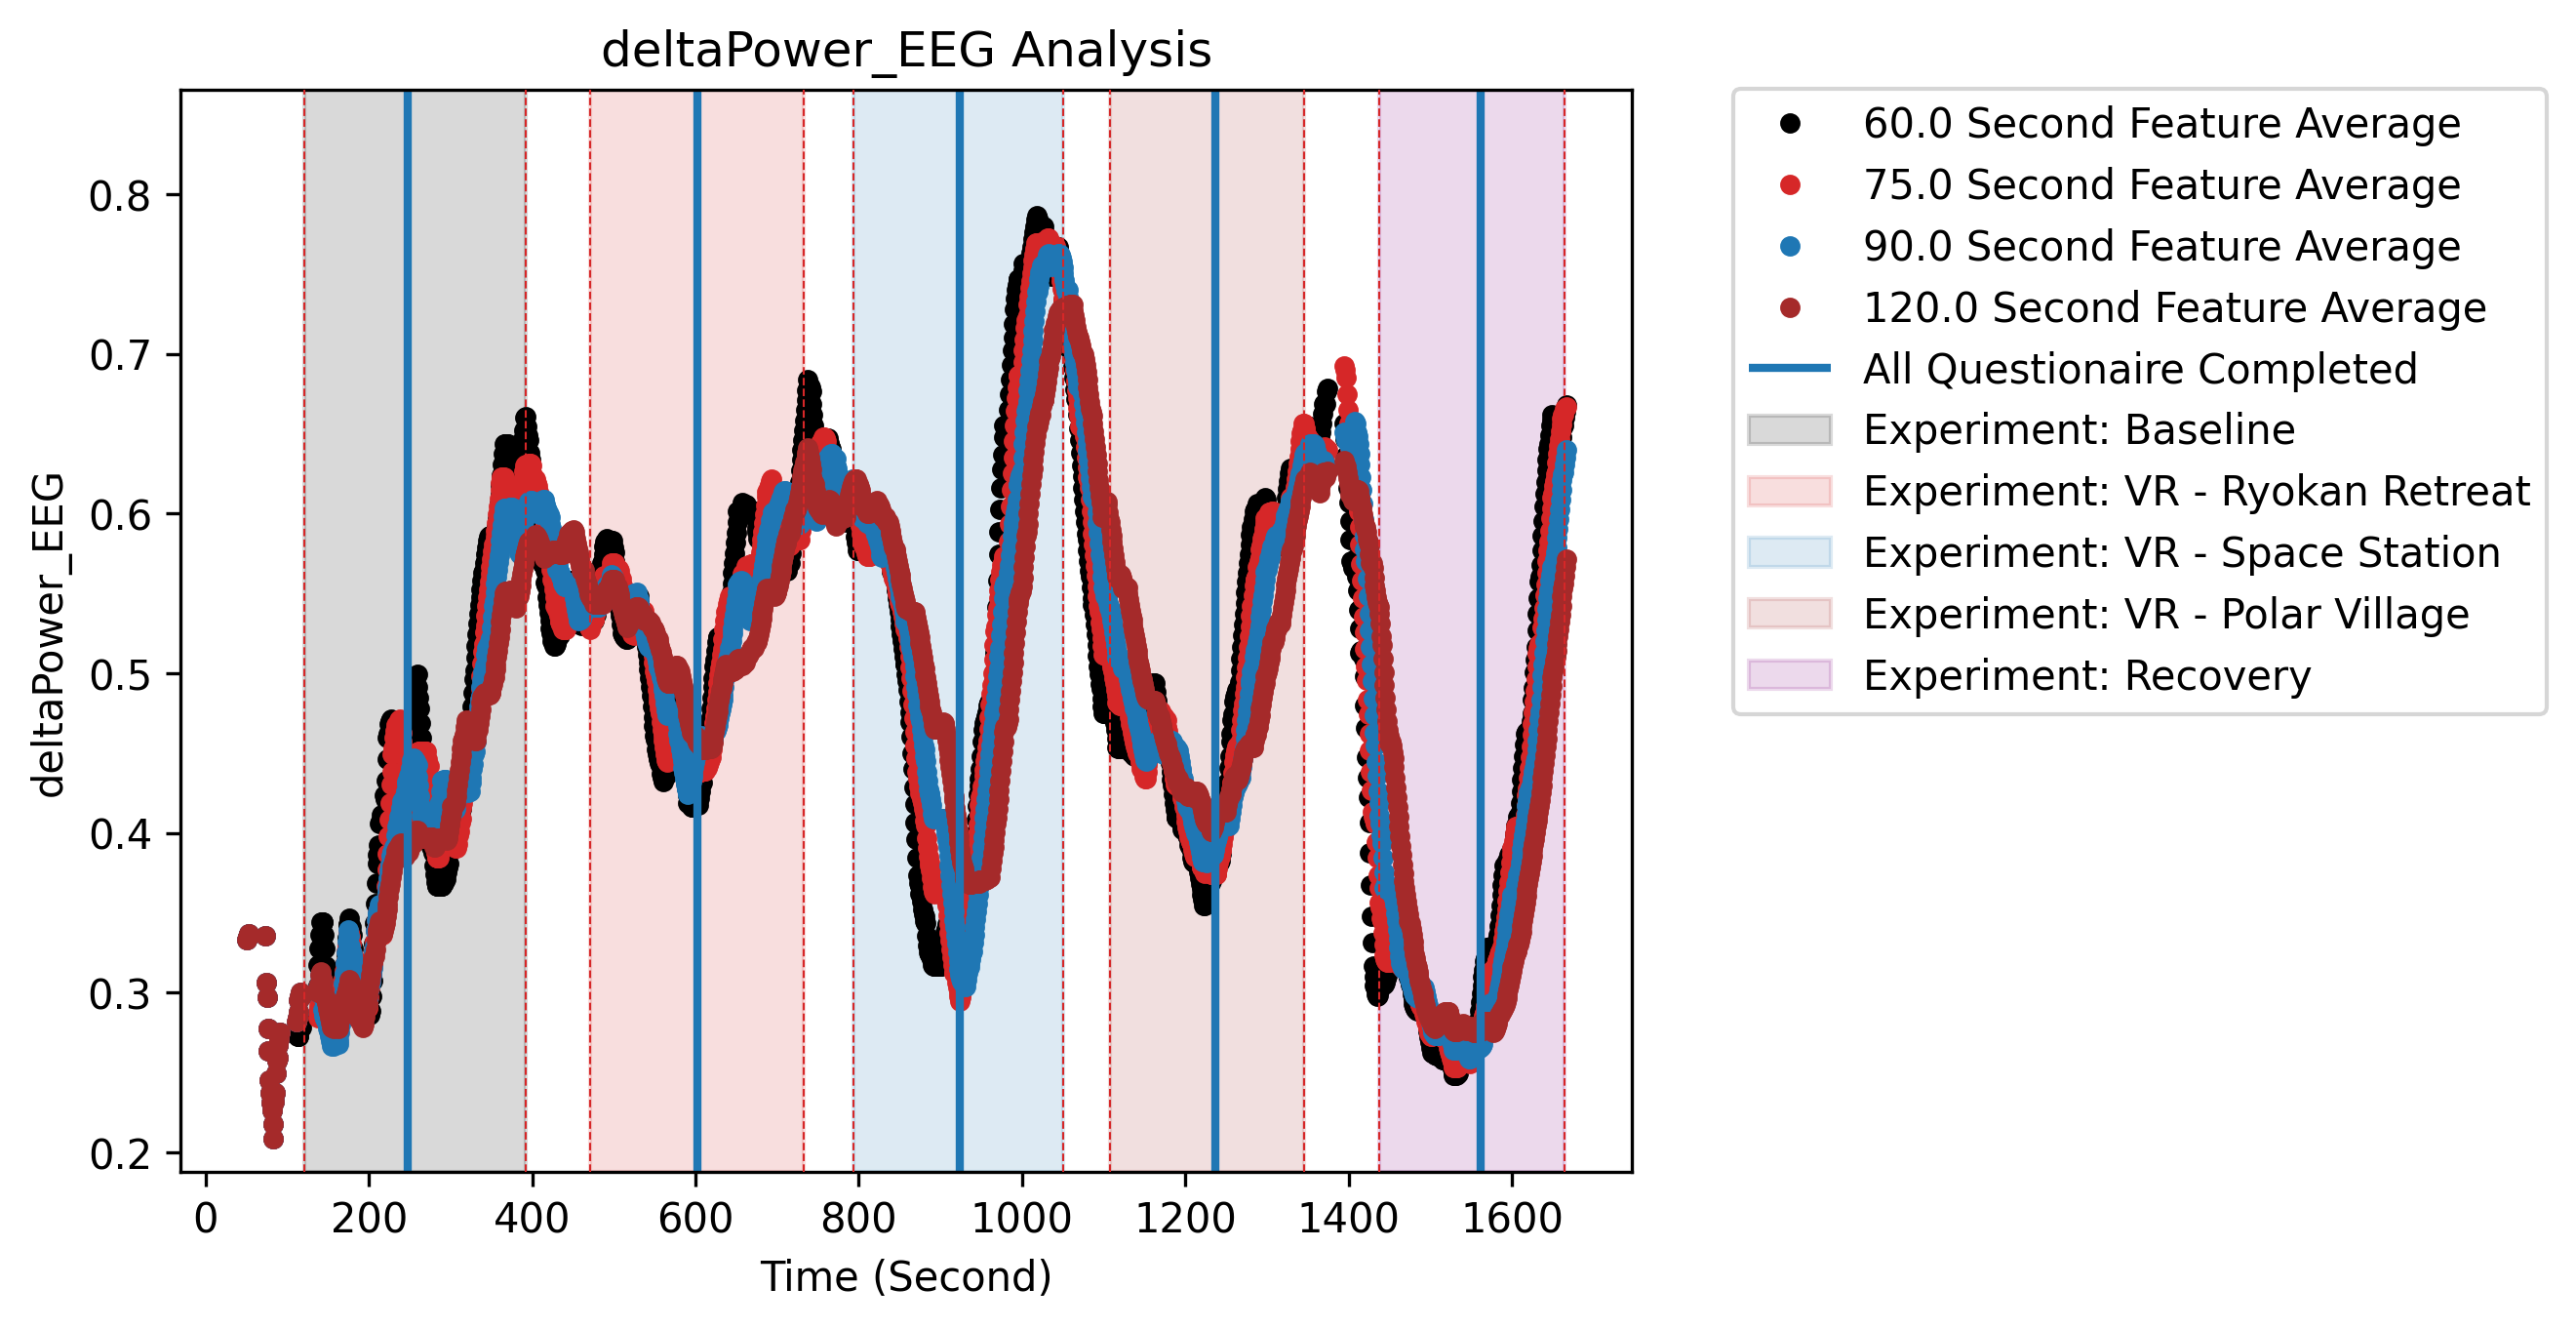 deltaPower_EEG Analysis
deltaPower_EEG
0.8
0.7
0.6
0.5
0.4
0.3
0.2
0 200 400 600 800 1000 1200 1400 1600
Time (Second)
60.0 Second Feature Average
75.0 Second Feature Average
90.0 Second Feature Average
120.0 Second Feature Average
All Questionaire Completed
Experiment: Baseline
Experiment: VR - Ryokan Retreat
Experiment: VR - Space Station
Experiment: VR - Polar Village
Experiment: Recovery